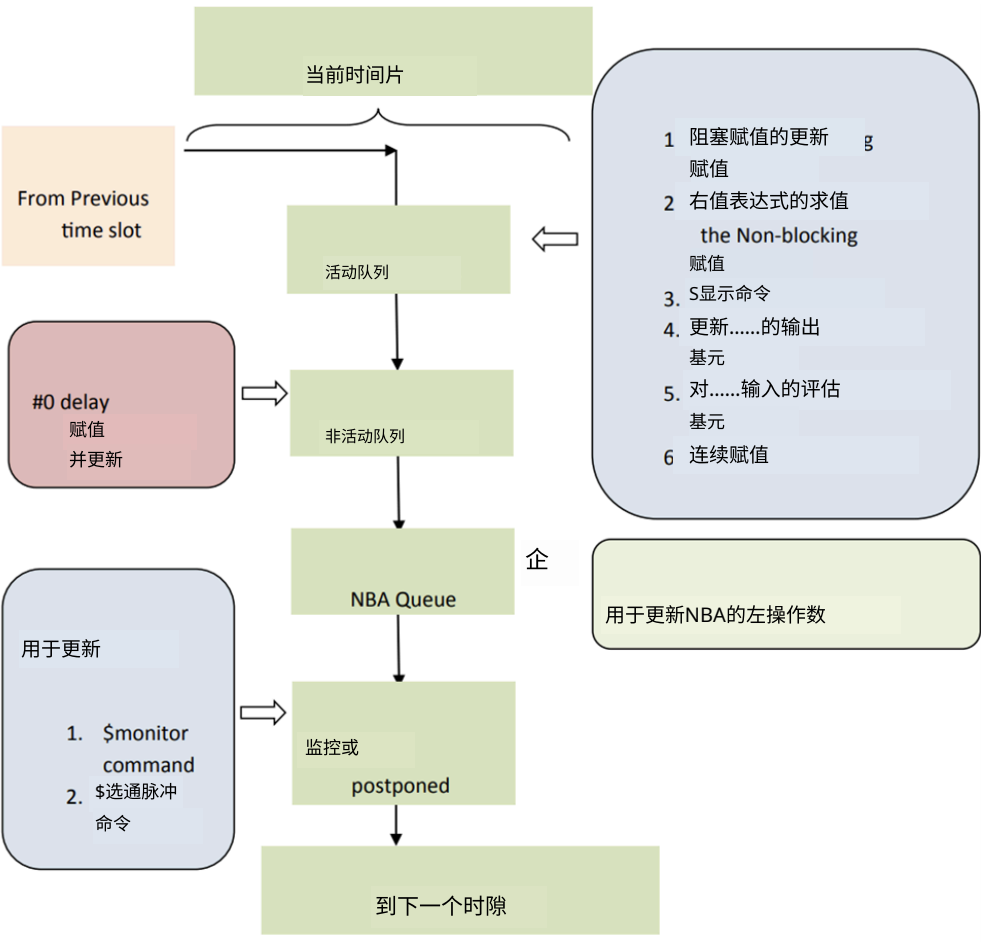 当前时间片
From Previous
time slot
活动队列
1 阻塞赋值的更新 g
赋值
2 右值表达式的求值
the Non-blocking
赋值
3. S显示命令
4. 更新……的输出
基元
5. 对……输入的评估
基元
6 连续赋值
#0 delay
赋值
并更新
非活动队列
NBA Queue
企
用于更新NBA的左操作数
用于更新
1. $monitor
command
2. $选通脉冲
命令
监控或
postponed
到下一个时隙